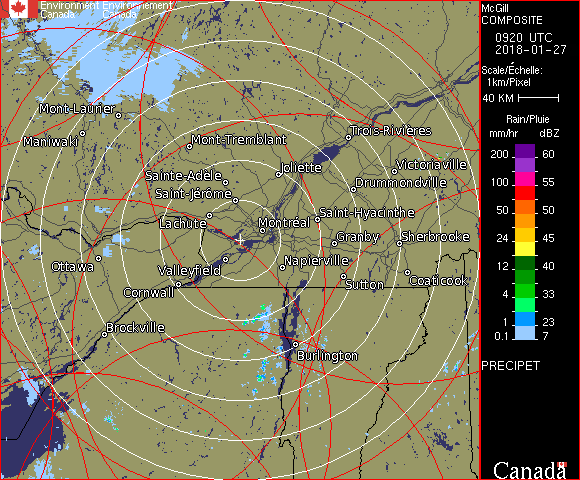 Environment Environnement
Canada Canada
McGill
COMPOSITE
0920 UTC
2018-01-27
Scale/Échelle:
1km/Pixel
40 KM
Rain/Pluie
mm/hr dBZ
200 60
100 55
50 50
24 45
12 40
4 33
1 23
0.1 7
PRECIPET
Canada
Mont-Laurier
Maniwaki
Mont-Tremblant
Trois-Rivières
Sainte-Adèle
Joliette
Victoriaville
Saint-Jérôme
Drummondville
Lachute
Montréal
Saint-Hyacinthe
Granby
Sherbrooke
Ottawa
Valleyfield
Napierville
Cornwall
Sutton
Coaticook
Brockville
Burlington